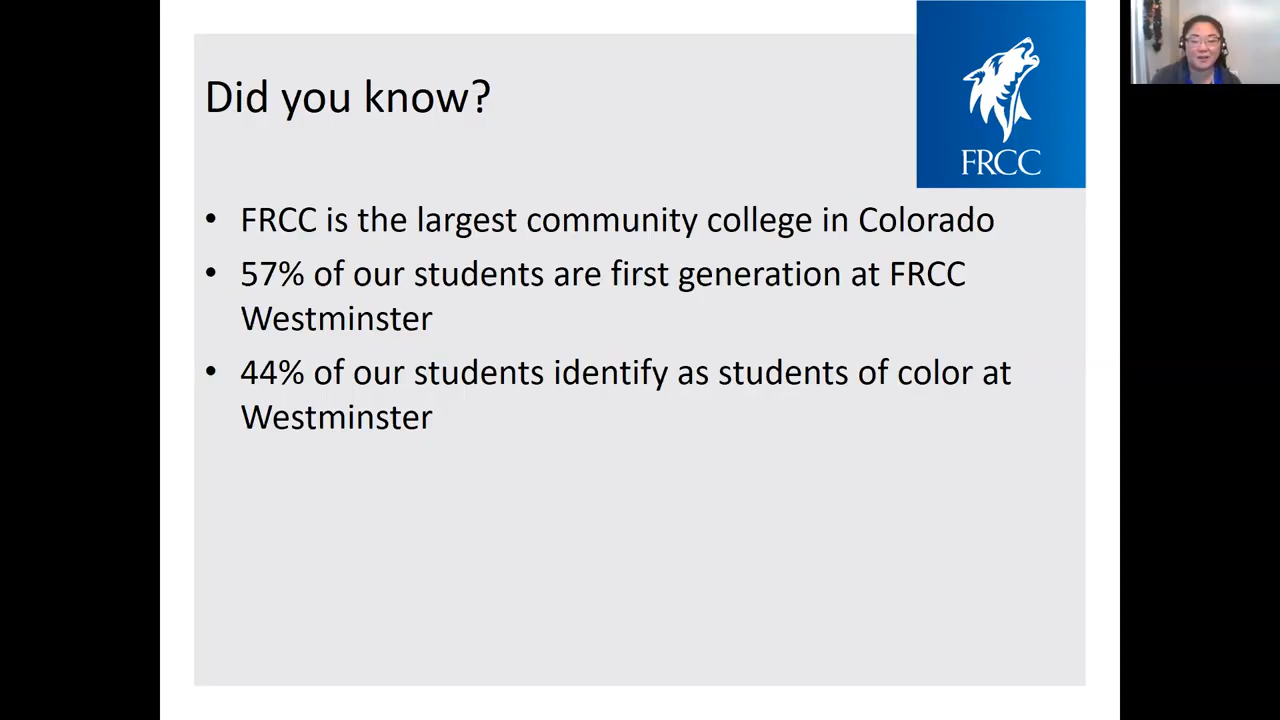 Did you know?
FRCC
• FRCC is the largest community college in Colorado
• 57% of our students are first generation at FRCC
Westminster
• 44% of our students identify as students of color at
Westminster